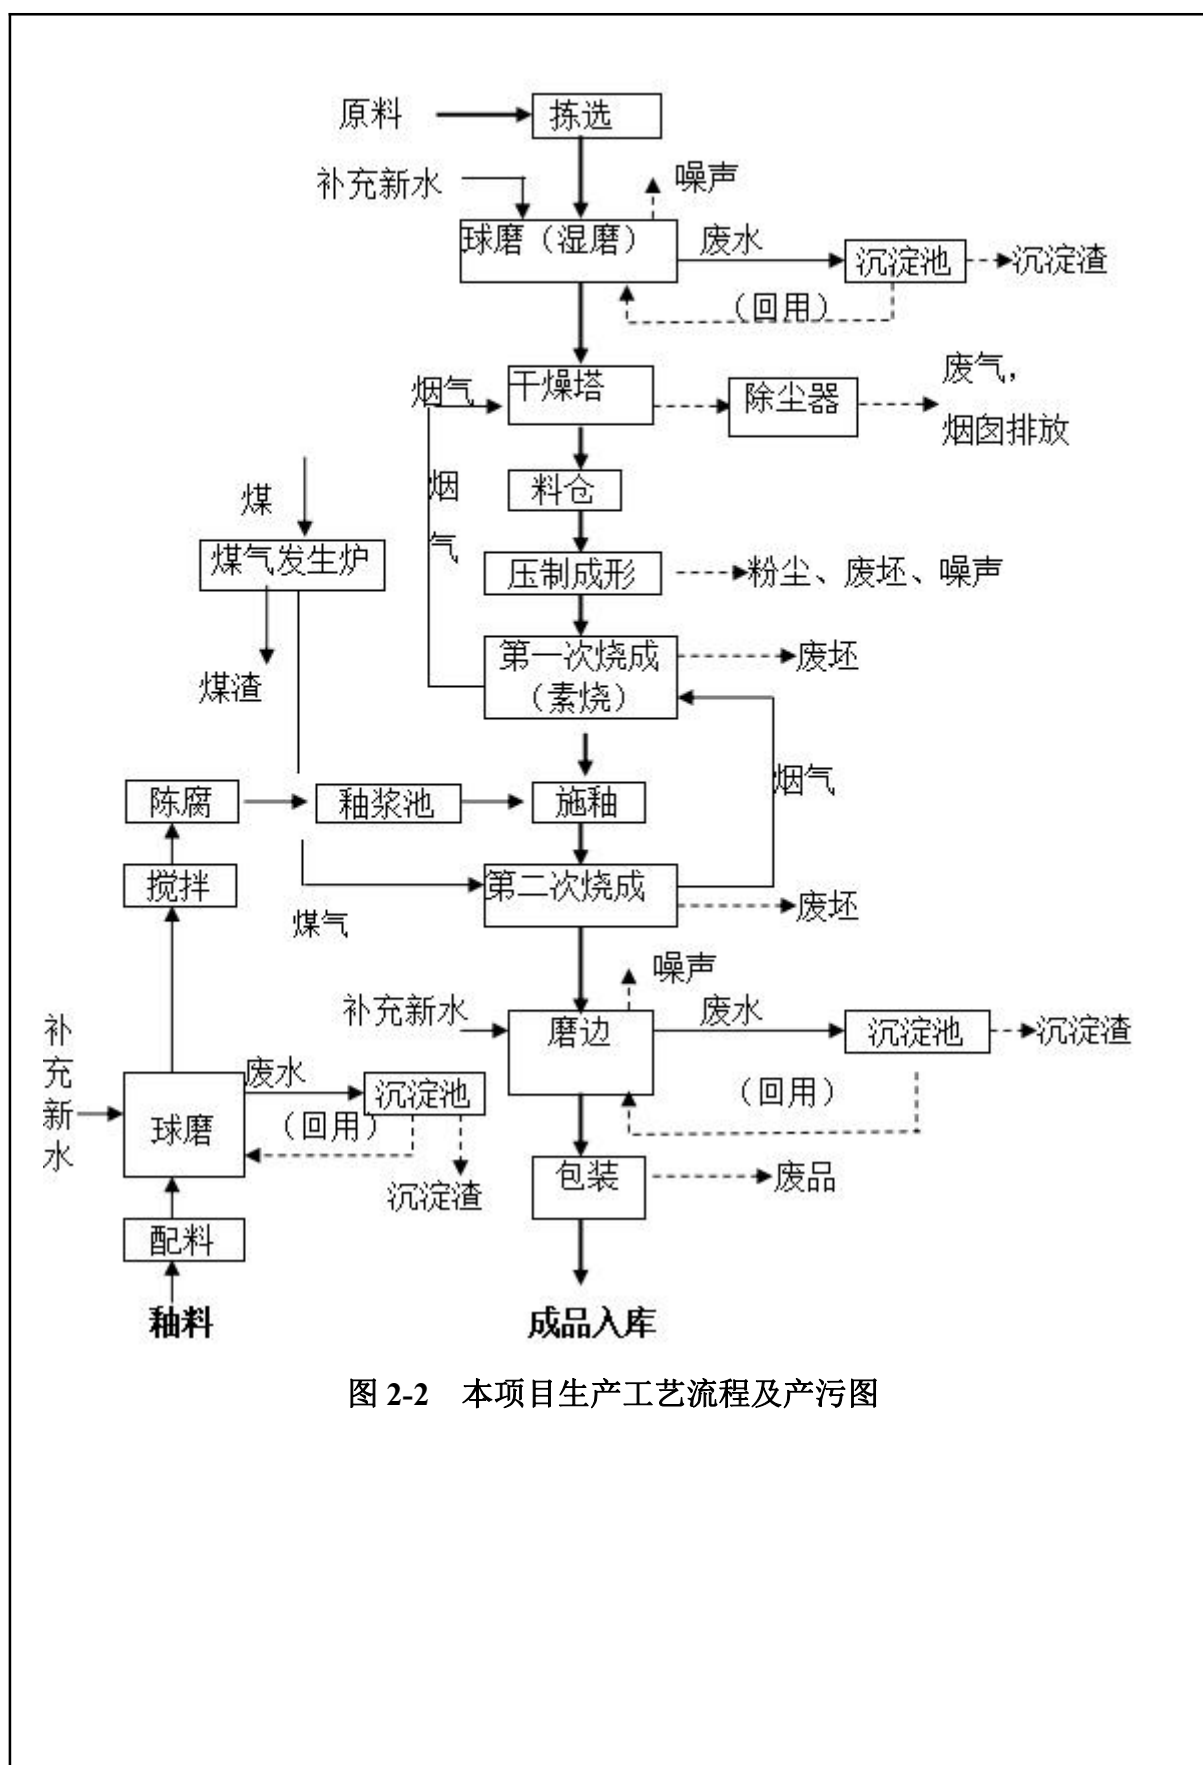 原料
拣选
补充新水
噪声
球磨（湿磨）
废水
沉淀池
沉淀渣
（回用）
烟气
干燥塔
除尘器
废气，
烟囱排放
煤
烟气
料仓
煤气发生炉
压制成形
粉尘、废坯、噪声
煤渣
第一次烧成
（素烧）
废坯
烟气
陈腐
釉浆池
施釉
搅拌
第二次烧成
废坯
煤气
噪声
补充新水
磨边
废水
沉淀池
沉淀渣
（回用）
补充新水
球磨
废水
沉淀池
（回用）
沉淀渣
包装
废品
配料
釉料
成品入库
图 2-2 本项目生产工艺流程及产污图